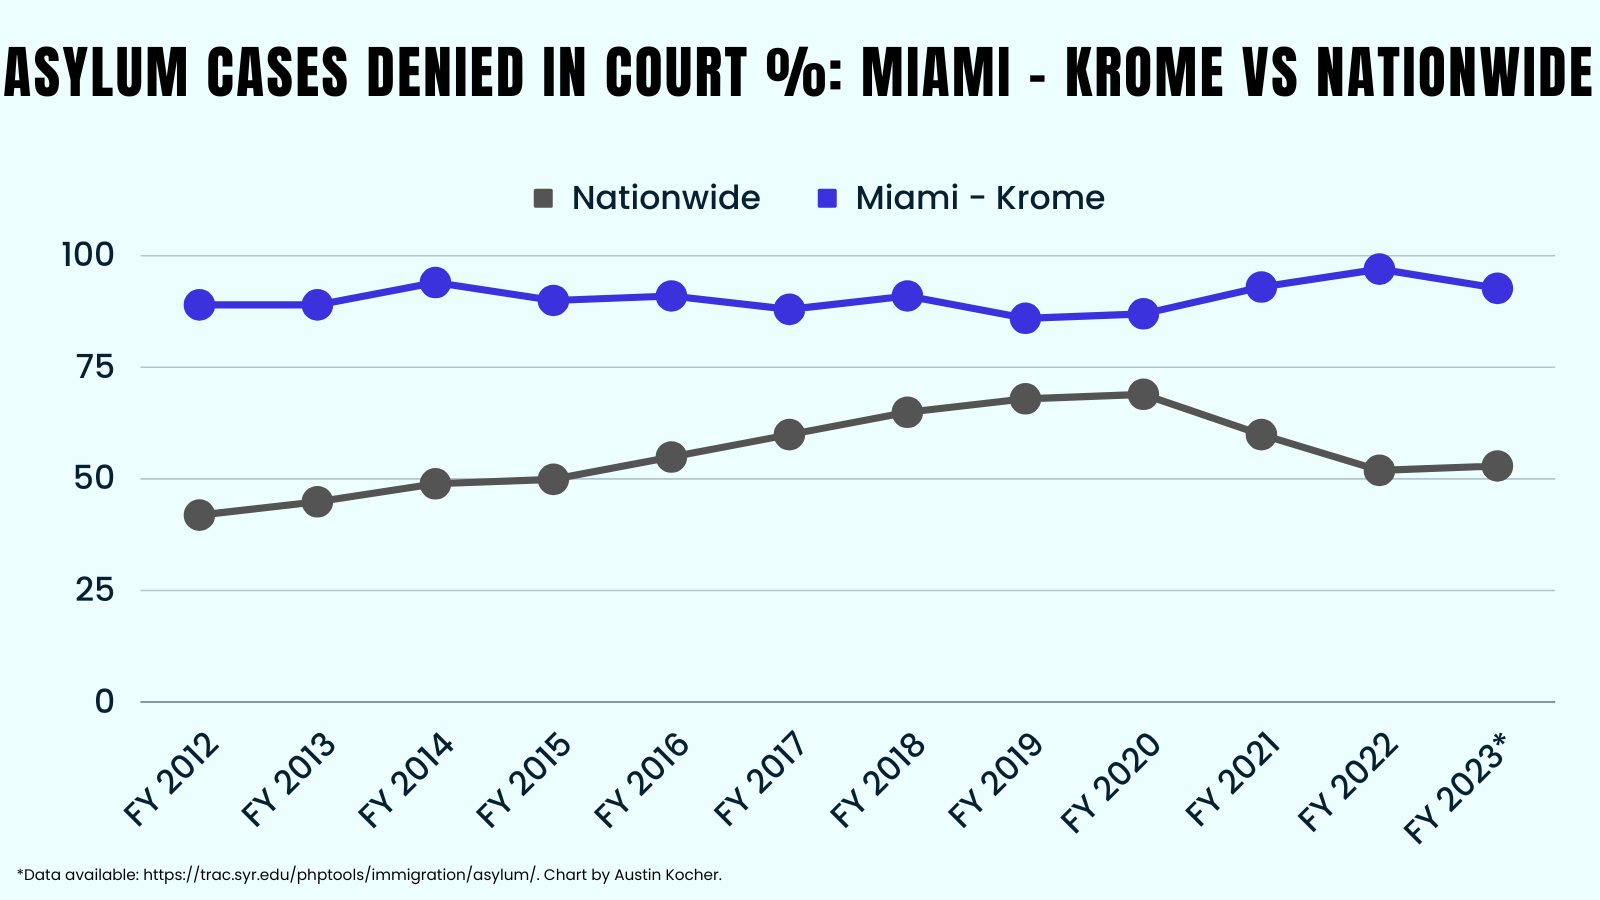 ASYLUM CASES DENIED IN COURT %: MIAMI - KROME VS NATIONWIDE
Nationwide
Miami - Krome
100
75
50
25
0
FY 2012
FY 2013
FY 2014
FY 2015
FY 2016
FY 2017
FY 2018
FY 2019
FY 2020
FY 2021
FY 2022
FY 2023*
*Data available: https://trac.syr.edu/phptools/immigration/asylum/. Chart by Austin Kocher.